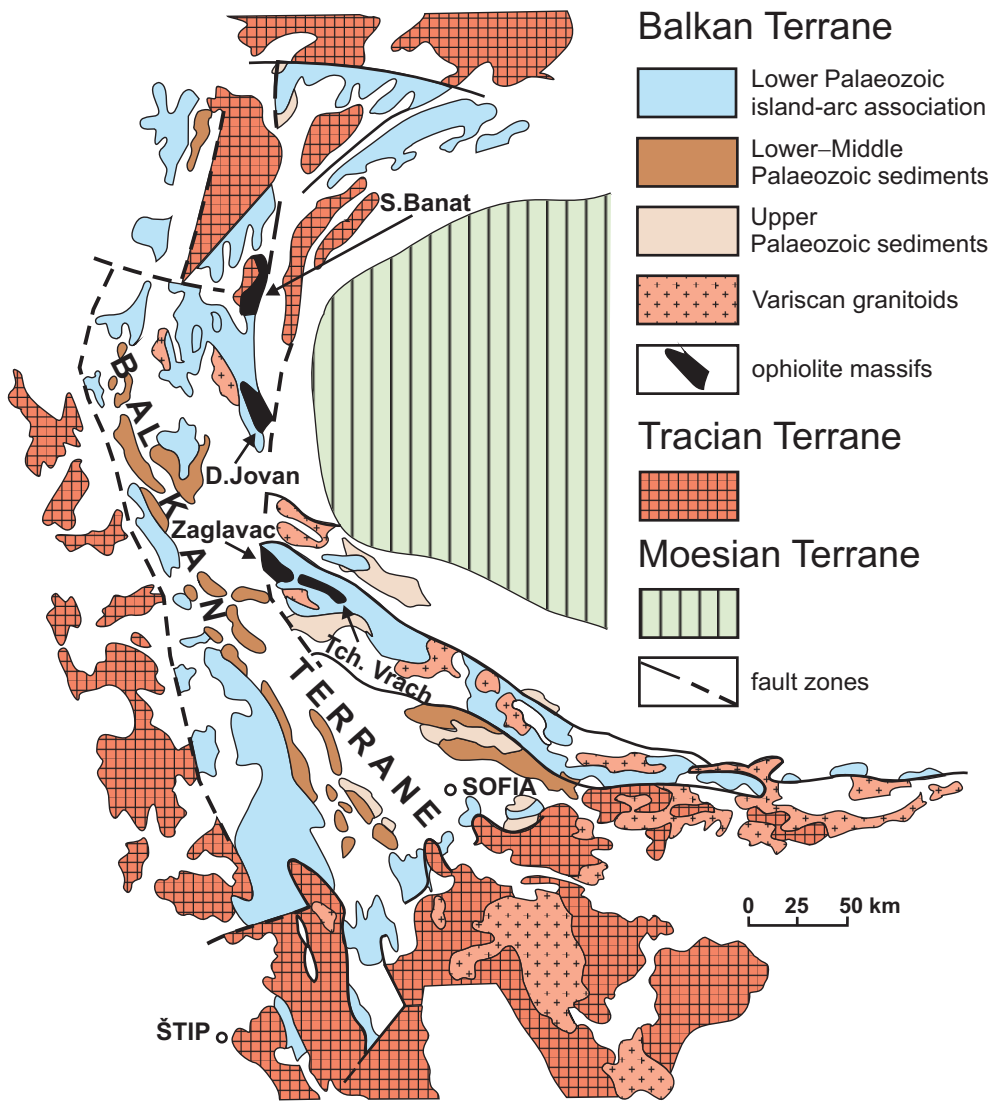 Balkan Terrane
Lower Palaeozoic
island-arc association
Lower–Middle
Palaeozoic sediments
Upper
Palaeozoic sediments
Variscan granitoids
ophiolite massifs
Tracian Terrane
Moesian Terrane
fault zones
S.Banat
BALKAN
D.Jovan
Zaglavac
Tch. Vrach
TERRANE
SOFIA
0 25 50 km
ŠTIP